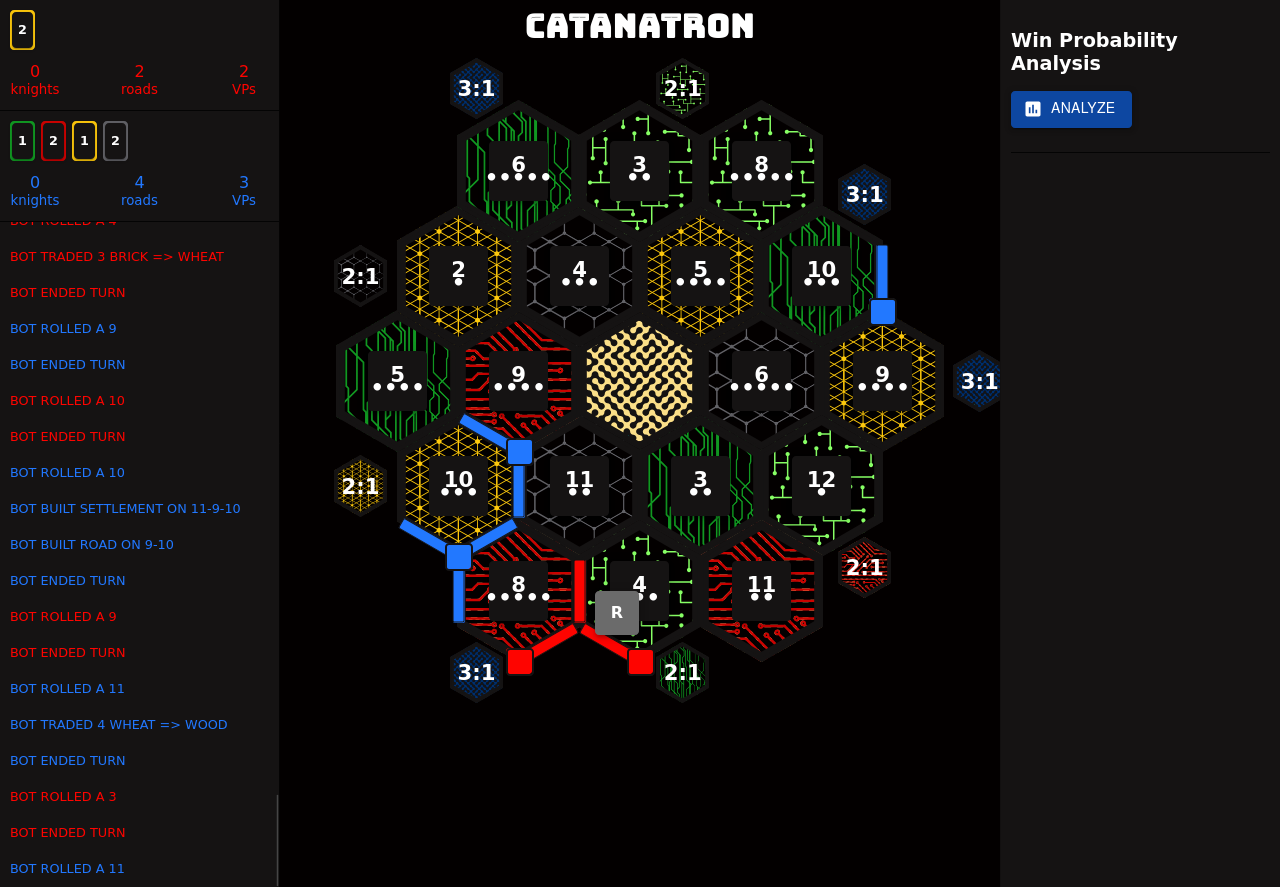 2
0 2 2
knights roads VPs
1 2 1 2
0 4 3
knights roads VPs
BOT ROLLED A 4
BOT TRADED 3 BRICK => WHEAT
BOT ENDED TURN
BOT ROLLED A 9
BOT ENDED TURN
BOT ROLLED A 10
BOT ENDED TURN
BOT ROLLED A 10
BOT BUILT SETTLEMENT ON 11-9-10
BOT BUILT ROAD ON 9-10
BOT ENDED TURN
BOT ROLLED A 9
BOT ENDED TURN
BOT ROLLED A 11
BOT TRADED 4 WHEAT => WOOD
BOT ENDED TURN
BOT ROLLED A 3
BOT ENDED TURN
BOT ROLLED A 11
CATANATRON
3:1 2:1
6 3 8
3:1
2:1 2 4 5 10
5 9 6 9 3:1
2:1 10 11 3 12
8 4 11 2:1
R
3:1 2:1
Win Probability
Analysis
ANALYZE